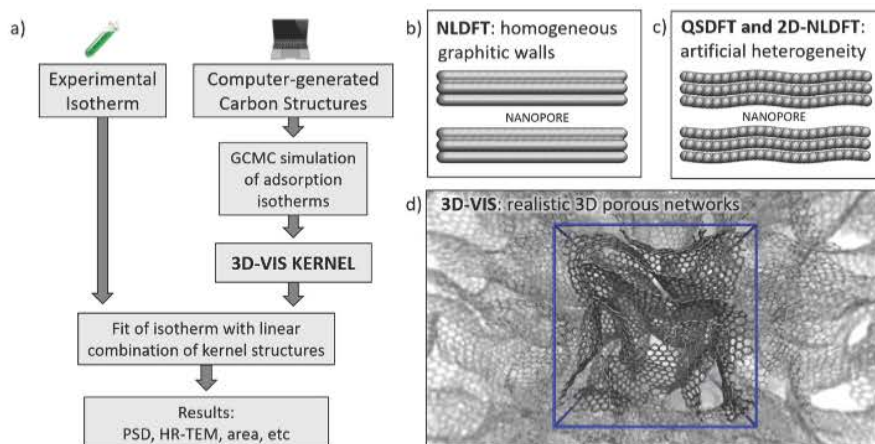 a)
Experimental
Isotherm
Computer-generated
Carbon Structures
GCMC simulation
of adsorption
isotherms
3D-VIS KERNEL
Fit of isotherm with linear
combination of kernel structures
Results:
PSD, HR-TEM, area, etc
b)
NLDFT: homogeneous
graphitic walls
NANOPORE
c)
QSDFT and 2D-NLDFT:
artificial heterogeneity
NANOPORE
d)
3D-VIS: realistic 3D porous networks